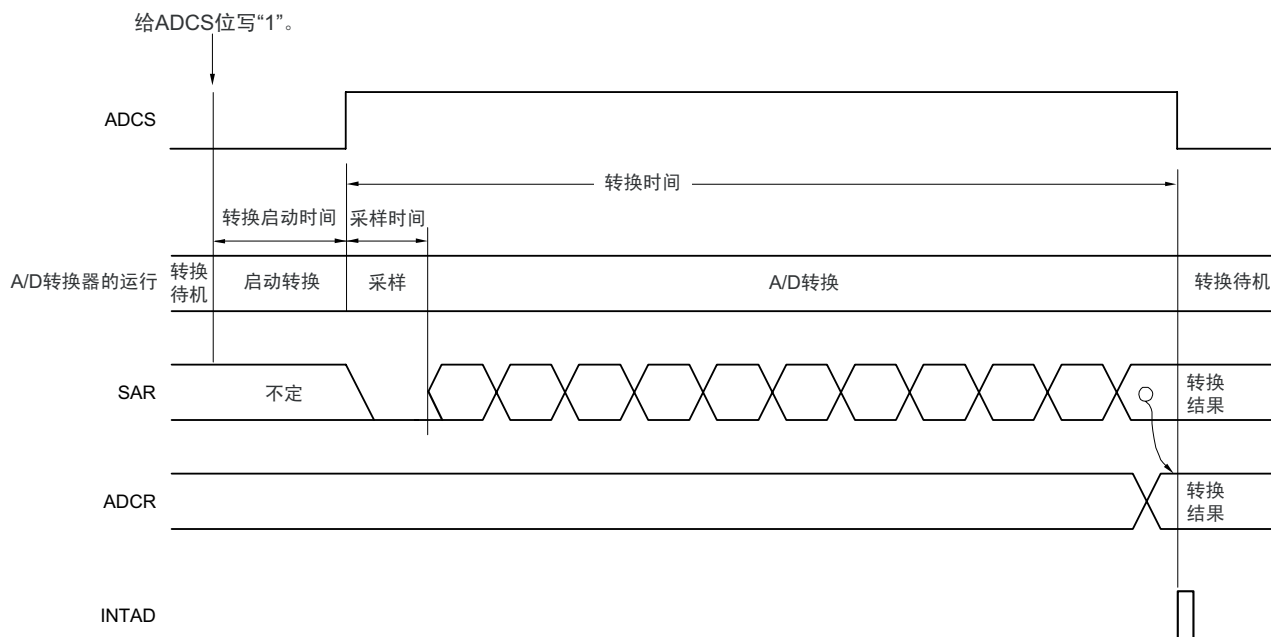 给ADCS位写“1”。
ADCS
转换时间
转换启动时间
采样时间
A/D转换器的运行
转换
待机
启动转换
采样
A/D转换
转换待机
SAR
不定
转换
结果
ADCR
转换
结果
INTAD